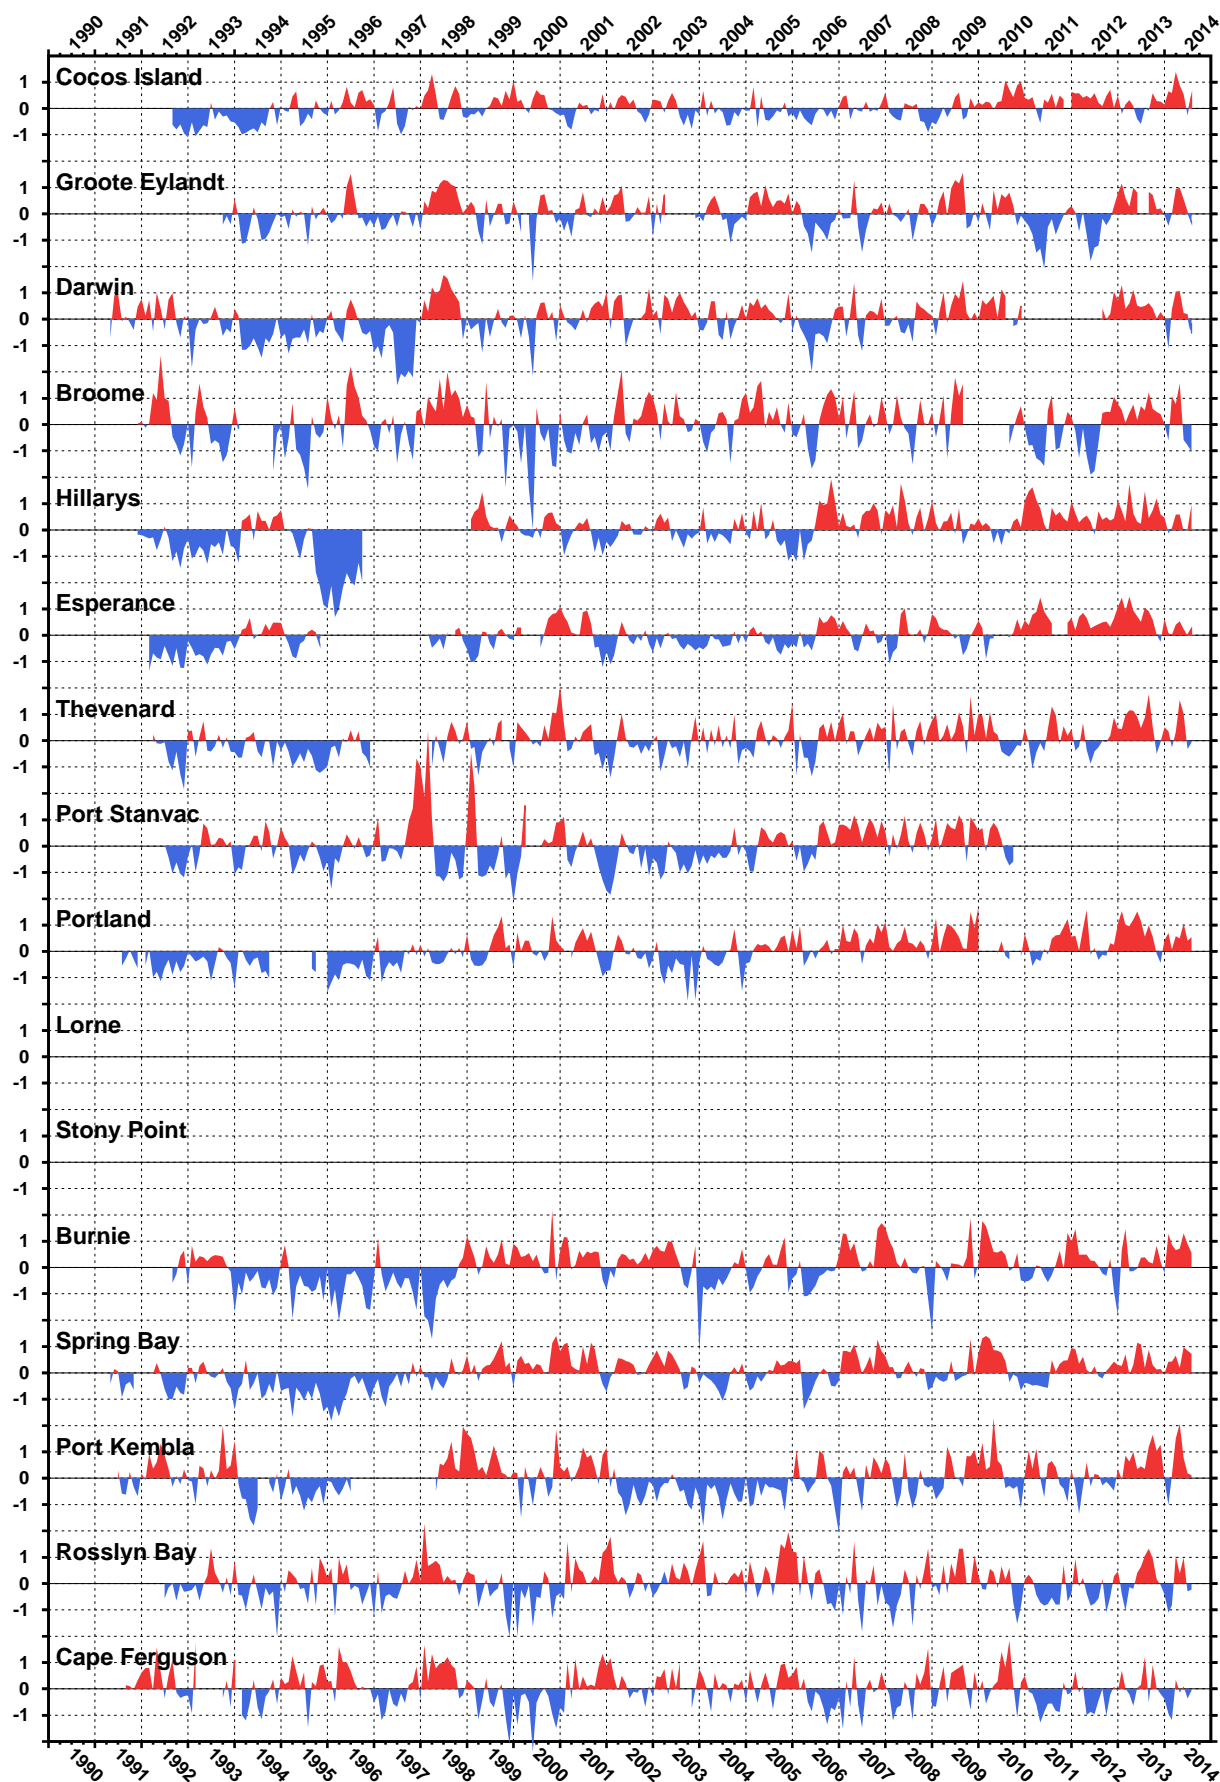 1990 1991 1992 1993 1994 1995 1996 1997 1998 1999 2000 2001 2002 2003 2004 2005 2006 2007 2008 2009 2010 2011 2012 2013 2014
Cocos Island
1
0
-1
Groote Eylandt
1
0
-1
Darwin
1
0
-1
Broome
1
0
-1
Hillarys
1
0
-1
Esperance
1
0
-1
Thevenard
1
0
-1
Port Stanvac
1
0
-1
Portland
1
0
-1
Lorne
1
0
-1
Stony Point
1
0
-1
Burnie
1
0
-1
Spring Bay
1
0
-1
Port Kembla
1
0
-1
Rosslyn Bay
1
0
-1
Cape Ferguson
1
0
-1
1990 1991 1992 1993 1994 1995 1996 1997 1998 1999 2000 2001 2002 2003 2004 2005 2006 2007 2008 2009 2010 2011 2012 2013 2014